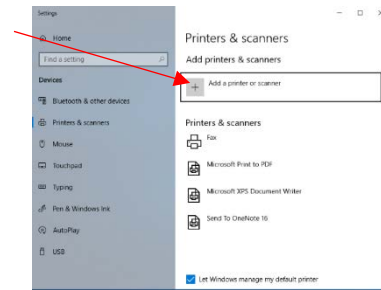 Settings
Home
Find a setting
Devices
Bluetooth & other devices
Printers & scanners
Mouse
Touchpad
Typing
Pen & Windows Ink
AutoPlay
USB
Printers & scanners
Add printers & scanners
Add a printer or scanner
Printers & scanners
Fax
Microsoft Print to PDF
Microsoft XPS Document Writer
Send To OneNote 16
Let Windows manage my default printer